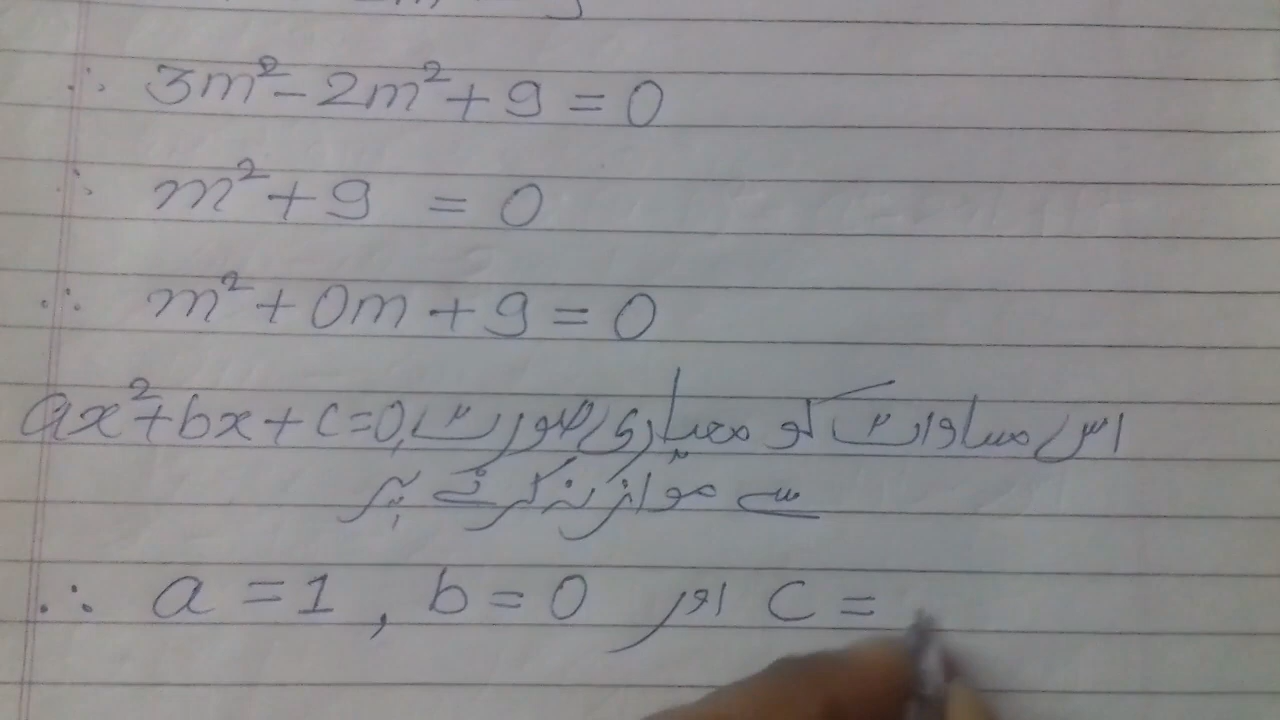 ∴ 3m² - 2m² + 9 = 0
∴ m² + 9 = 0
∴ m² + 0m + 9 = 0
اس مساوات کو معیاری صورت، ax² + bx + c = 0
سے موازنہ کرنے پر
∴ a = 1 , b = 0 اور c =